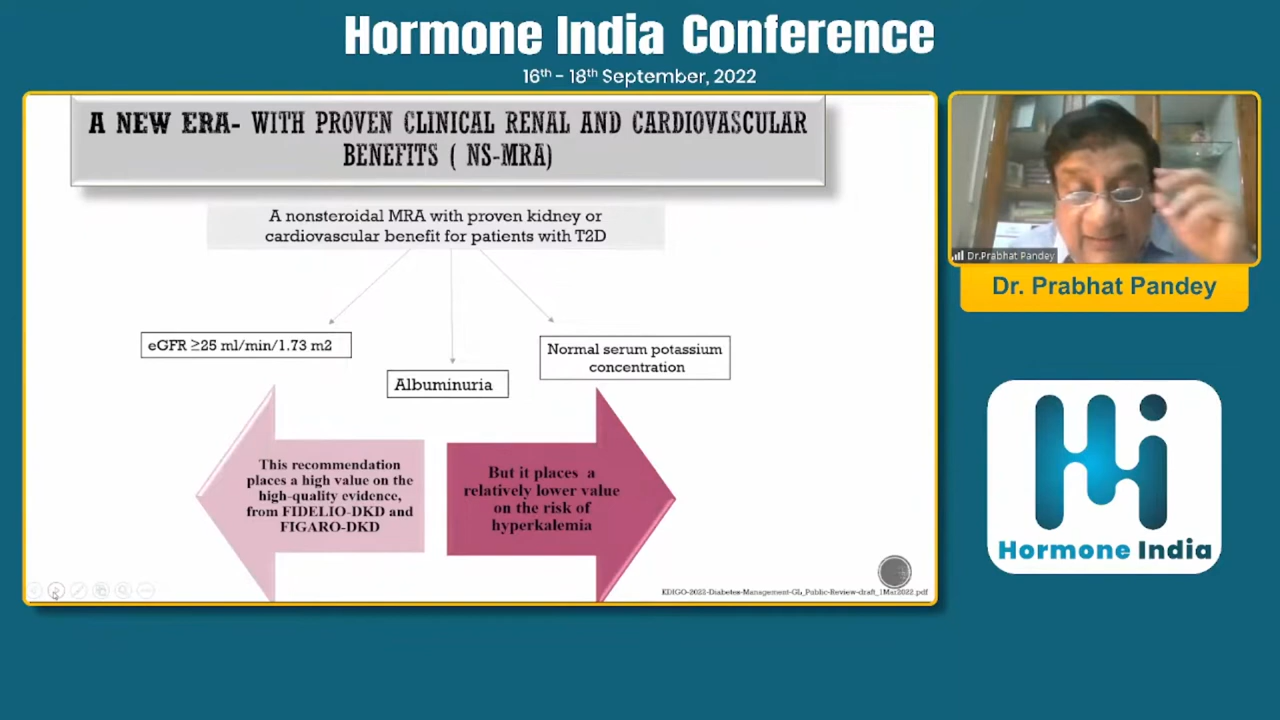 Hormone India Conference
16th - 18th September, 2022
A NEW ERA- WITH PROVEN CLINICAL RENAL AND CARDIOVASCULAR
BENEFITS ( NS-MRA)
A nonsteroidal MRA with proven kidney or
cardiovascular benefit for patients with T2D
eGFR ≥25 ml/min/1.73 m2
Albuminuria
Normal serum potassium
concentration
This recommendation
places a high value on the
high-quality evidence,
from FIDELIO-DKD and
FIGARO-DKD
But it places a
relatively lower value
on the risk of
hyperkalemia
KDIGO-2022-Diabetes-Management-GL_Public-Review-draft_1Mar2022.pdf
Dr.Prabhat Pandey
Dr. Prabhat Pandey
Hi
Hormone India